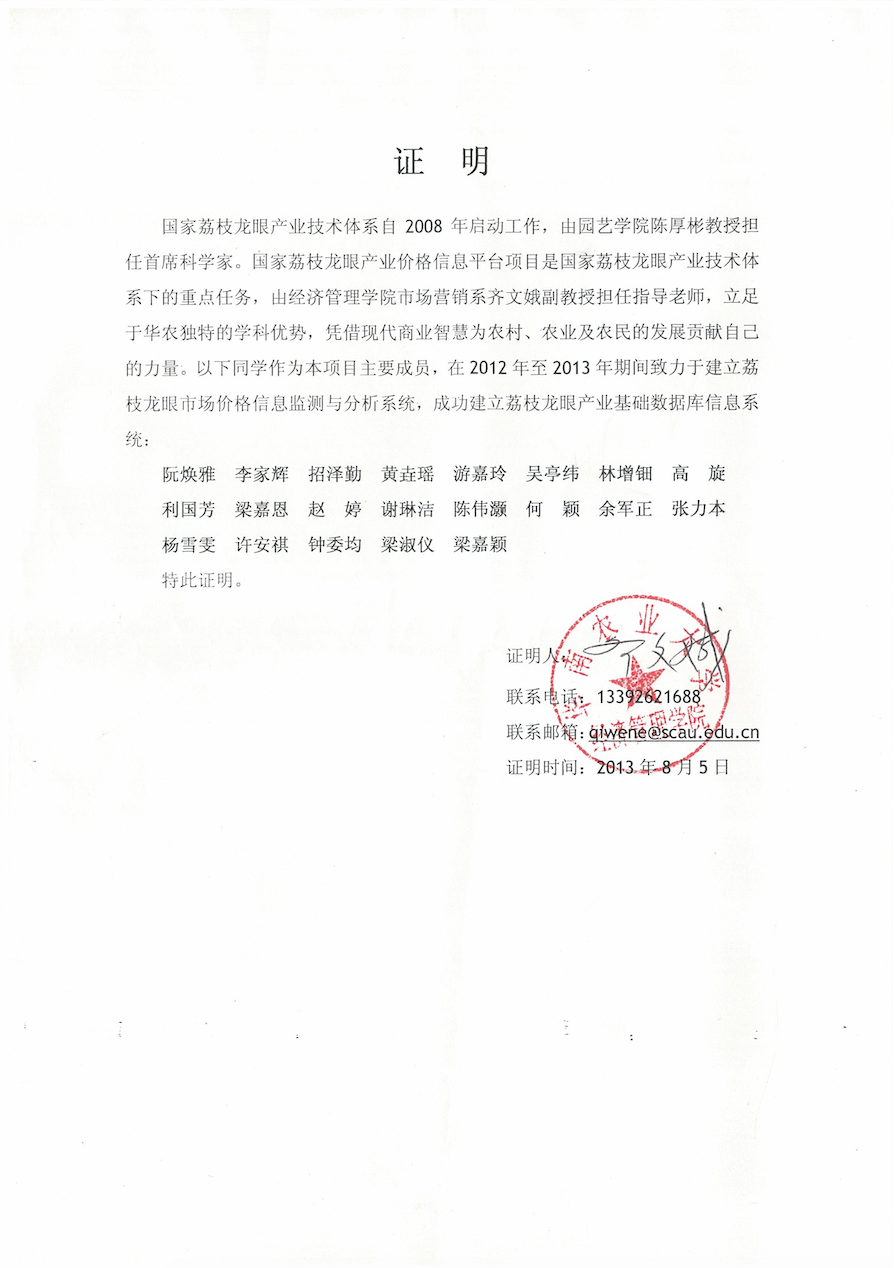 证 明
国家荔枝龙眼产业技术体系自 2008 年启动工作，由园艺学院陈厚彬教授担
任首席科学家。国家荔枝龙眼产业价格信息平台项目是国家荔枝龙眼产业技术体
系下的重点任务，由经济管理学院市场营销系齐文娥副教授担任指导老师，立足
于华农独特的学科优势，凭借现代商业智慧为农村、农业及农民的发展贡献自己
的力量。以下同学作为本项目主要成员，在 2012 年至 2013 年期间致力于建立荔
枝龙眼市场价格信息监测与分析系统，成功建立荔枝龙眼产业基础数据库信息系
统：
阮焕雅 李家辉 招泽勤 黄垚瑶 游嘉玲 吴亭纬 林增钿 高 旋
利国芳 梁嘉恩 赵 婷 谢琳洁 陈伟灏 何 颖 余军正 张力本
杨雪雯 许安祺 钟委均 梁淑仪 梁嘉颖
特此证明。
证明人：齐文娥
联系电话：13392621688
联系邮箱：qiwene@scau.edu.cn
证明时间：2013 年 8 月 5 日
华南农业大学
经济管理学院